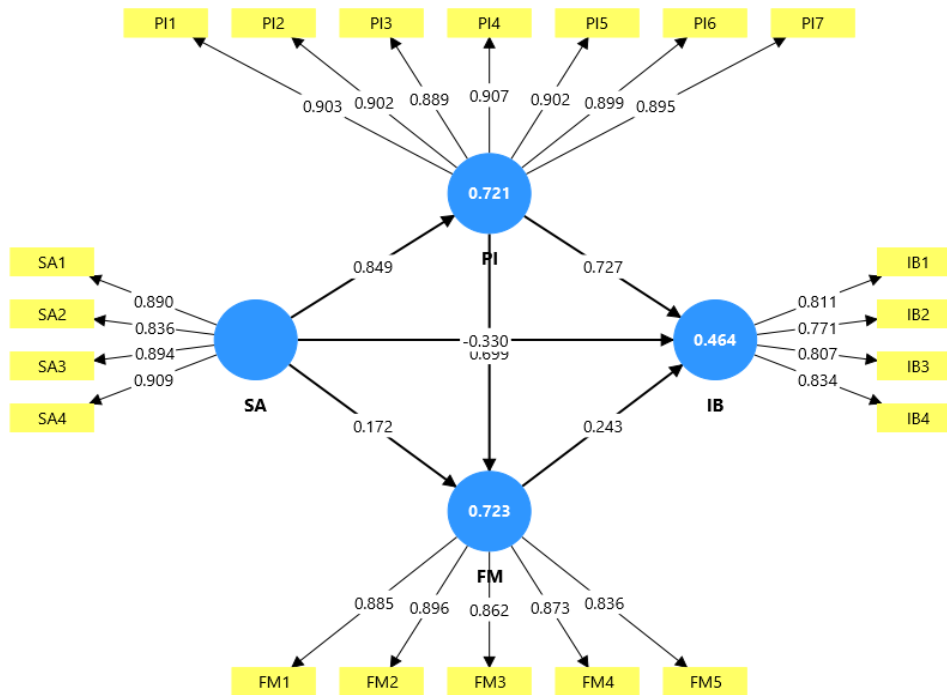 PI1 PI2 PI3 PI4 PI5 PI6 PI7
0.903 0.902 0.889 0.907 0.902 0.899 0.895
0.721
PI
SA1
SA2
SA3
SA4
0.890
0.836
0.894
0.909
0.849
0.727
-0.330
0.699
SA
0.172
0.243
0.464
IB
0.811
0.771
0.807
0.834
IB1
IB2
IB3
IB4
0.723
FM
0.885 0.896 0.862 0.873 0.836
FM1 FM2 FM3 FM4 FM5